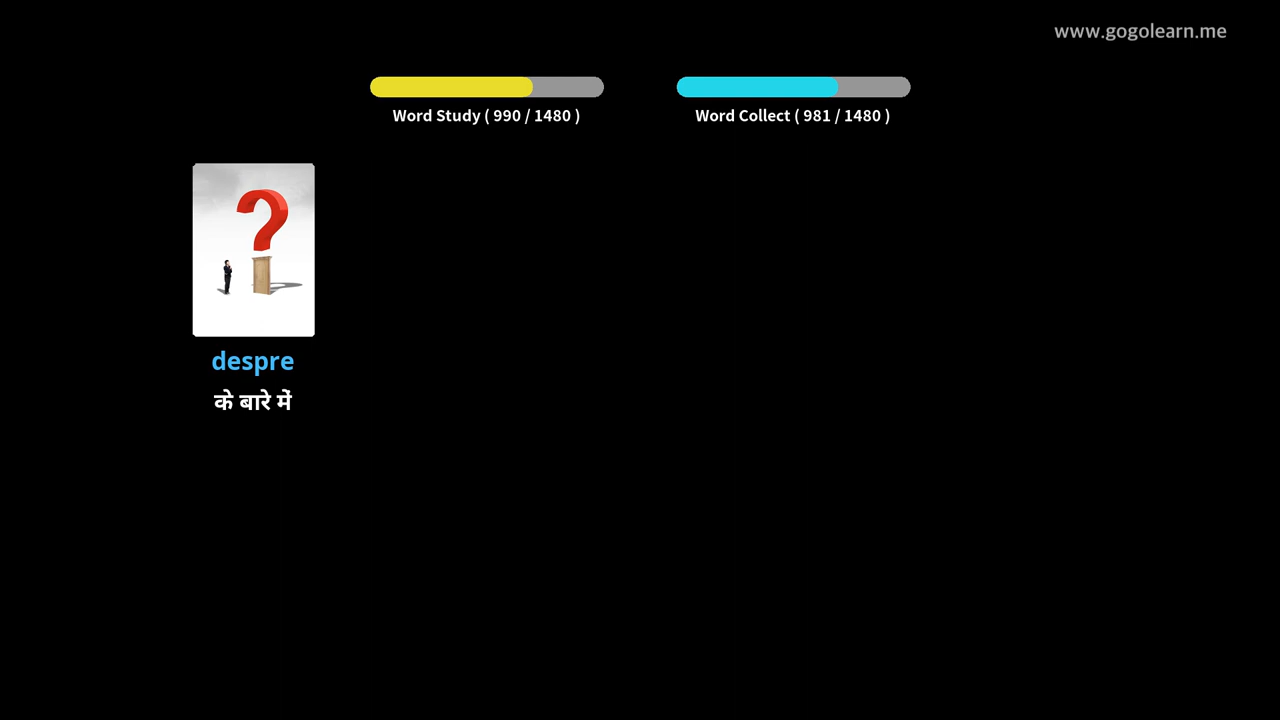 www.gogolearn.me
Word Study ( 990 / 1480 )
Word Collect ( 981 / 1480 )
despre
के बारे में